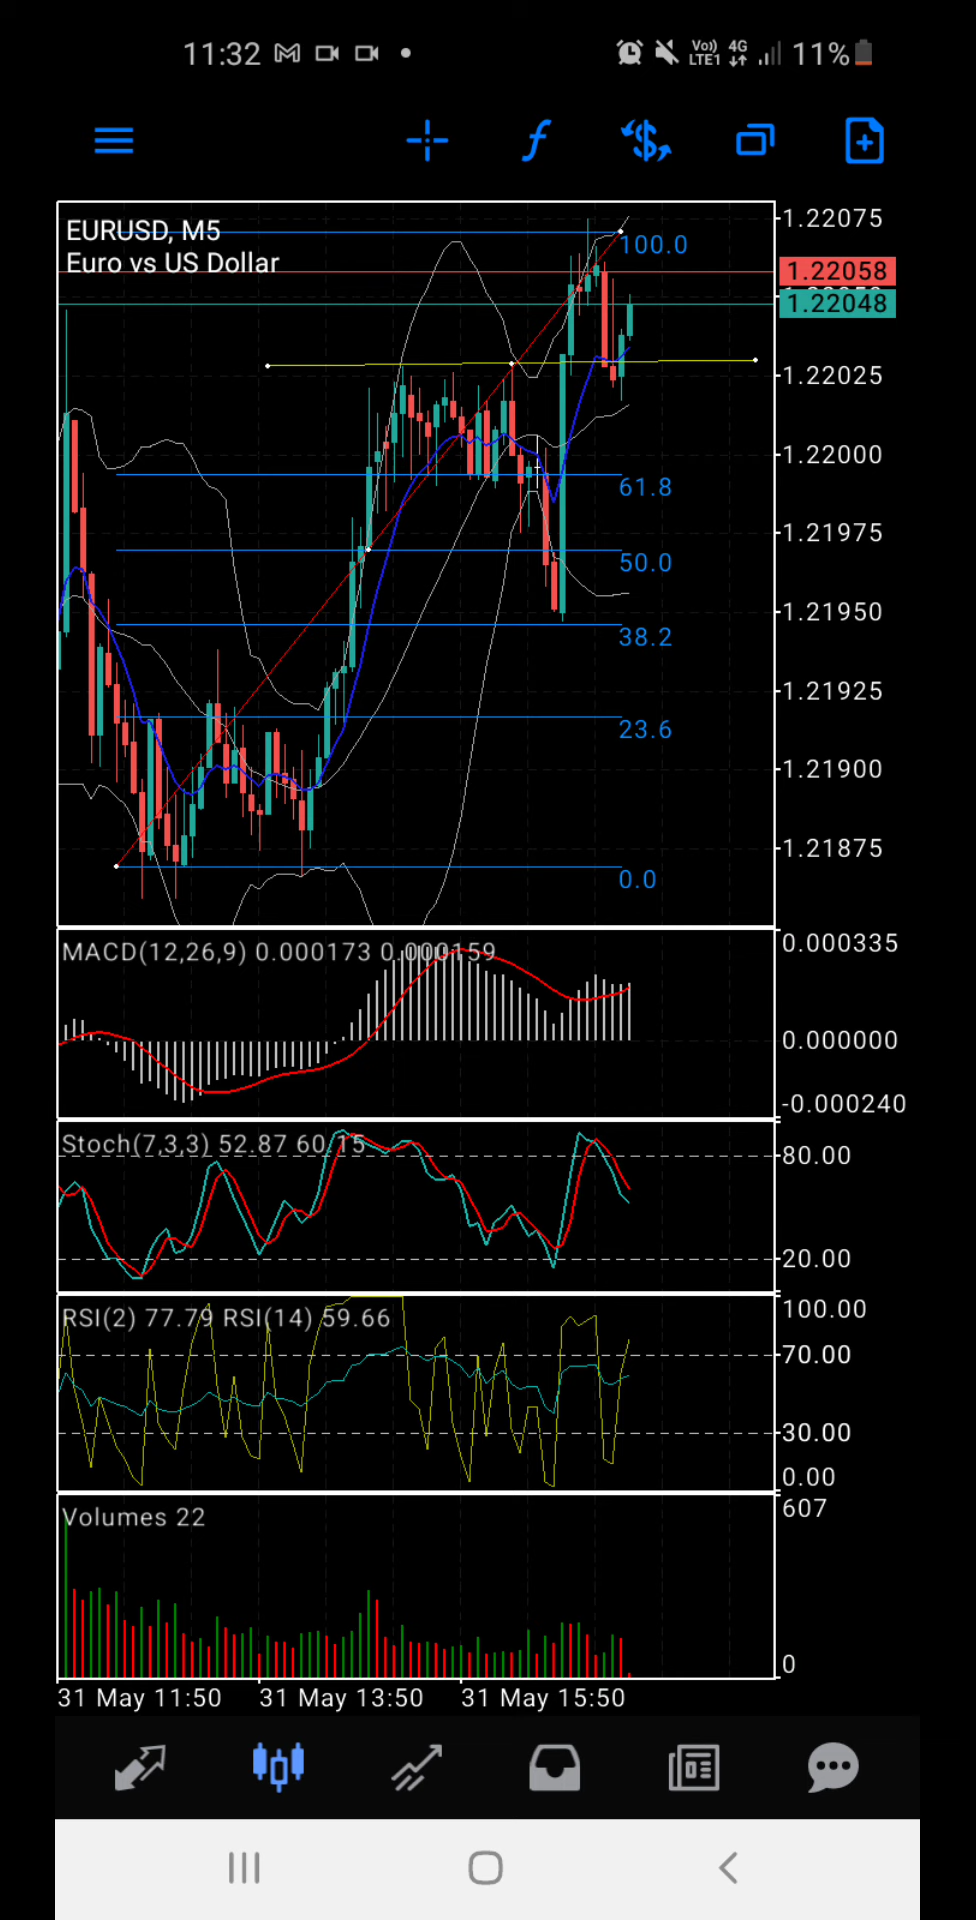 11:32
Vo))
LTE1
4G
11%
f
$
EURUSD, M5
Euro vs US Dollar
1.22075
100.0
1.22058
1.22048
1.22025
1.22000
61.8
1.21975
50.0
1.21950
38.2
1.21925
23.6
1.21900
1.21875
0.0
MACD(12,26,9) 0.000173 0.000159
0.000335
0.000000
-0.000240
Stoch(7,3,3) 52.87 60.15
80.00
20.00
RSI(2) 77.79 RSI(14) 59.66
100.00
70.00
30.00
0.00
Volumes 22
607
0
31 May 11:50 31 May 13:50 31 May 15:50